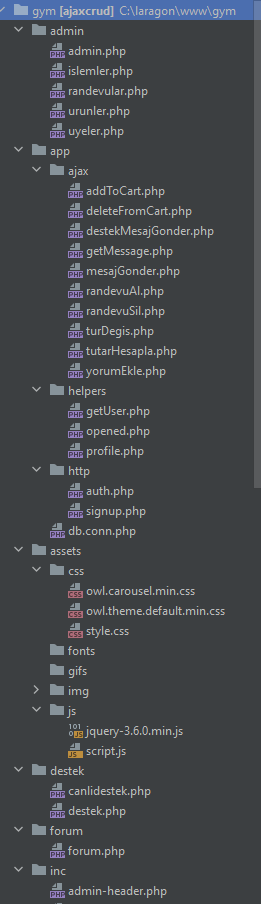 gym [ajaxcrud] C:\laragon\www\gym
admin
admin.php
islemler.php
randevular.php
urunler.php
uyeler.php
app
ajax
addToCart.php
deleteFromCart.php
destekMesajGonder.php
getMessage.php
mesajGonder.php
randevuAl.php
randevuSil.php
turDegis.php
tutarHesapla.php
yorumEkle.php
helpers
getUser.php
opened.php
profile.php
http
auth.php
signup.php
db.conn.php
assets
css
owl.carousel.min.css
owl.theme.default.min.css
style.css
fonts
gifs
img
js
jquery-3.6.0.min.js
script.js
destek
canlidestek.php
destek.php
forum
forum.php
inc
admin-header.php